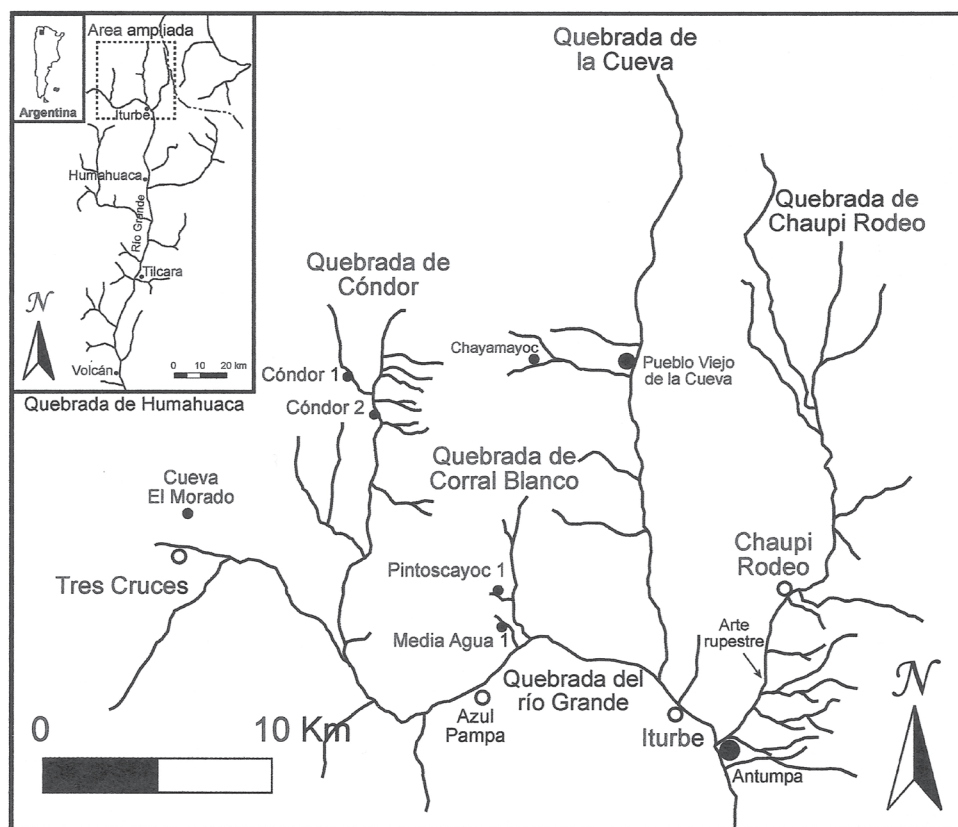 Area ampliada
Argentina
Iturbe
Humahuaca
Río Grande
Tilcara
N
Volcán
0 10 20 km
Quebrada de Humahuaca
Quebrada de
la Cueva
Quebrada de
Chaupi Rodeo
Quebrada de
Cóndor
Chayamayoc
Pueblo Viejo
de la Cueva
Cóndor 1
Cóndor 2
Quebrada de
Corral Blanco
Cueva
El Morado
Tres Cruces
Pintoscayoc 1
Media Agua 1
Chaupi
Rodeo
Arte
rupestre
Quebrada del
río Grande
Azul
Pampa
Iturbe
Antumpa
N
0 10 Km